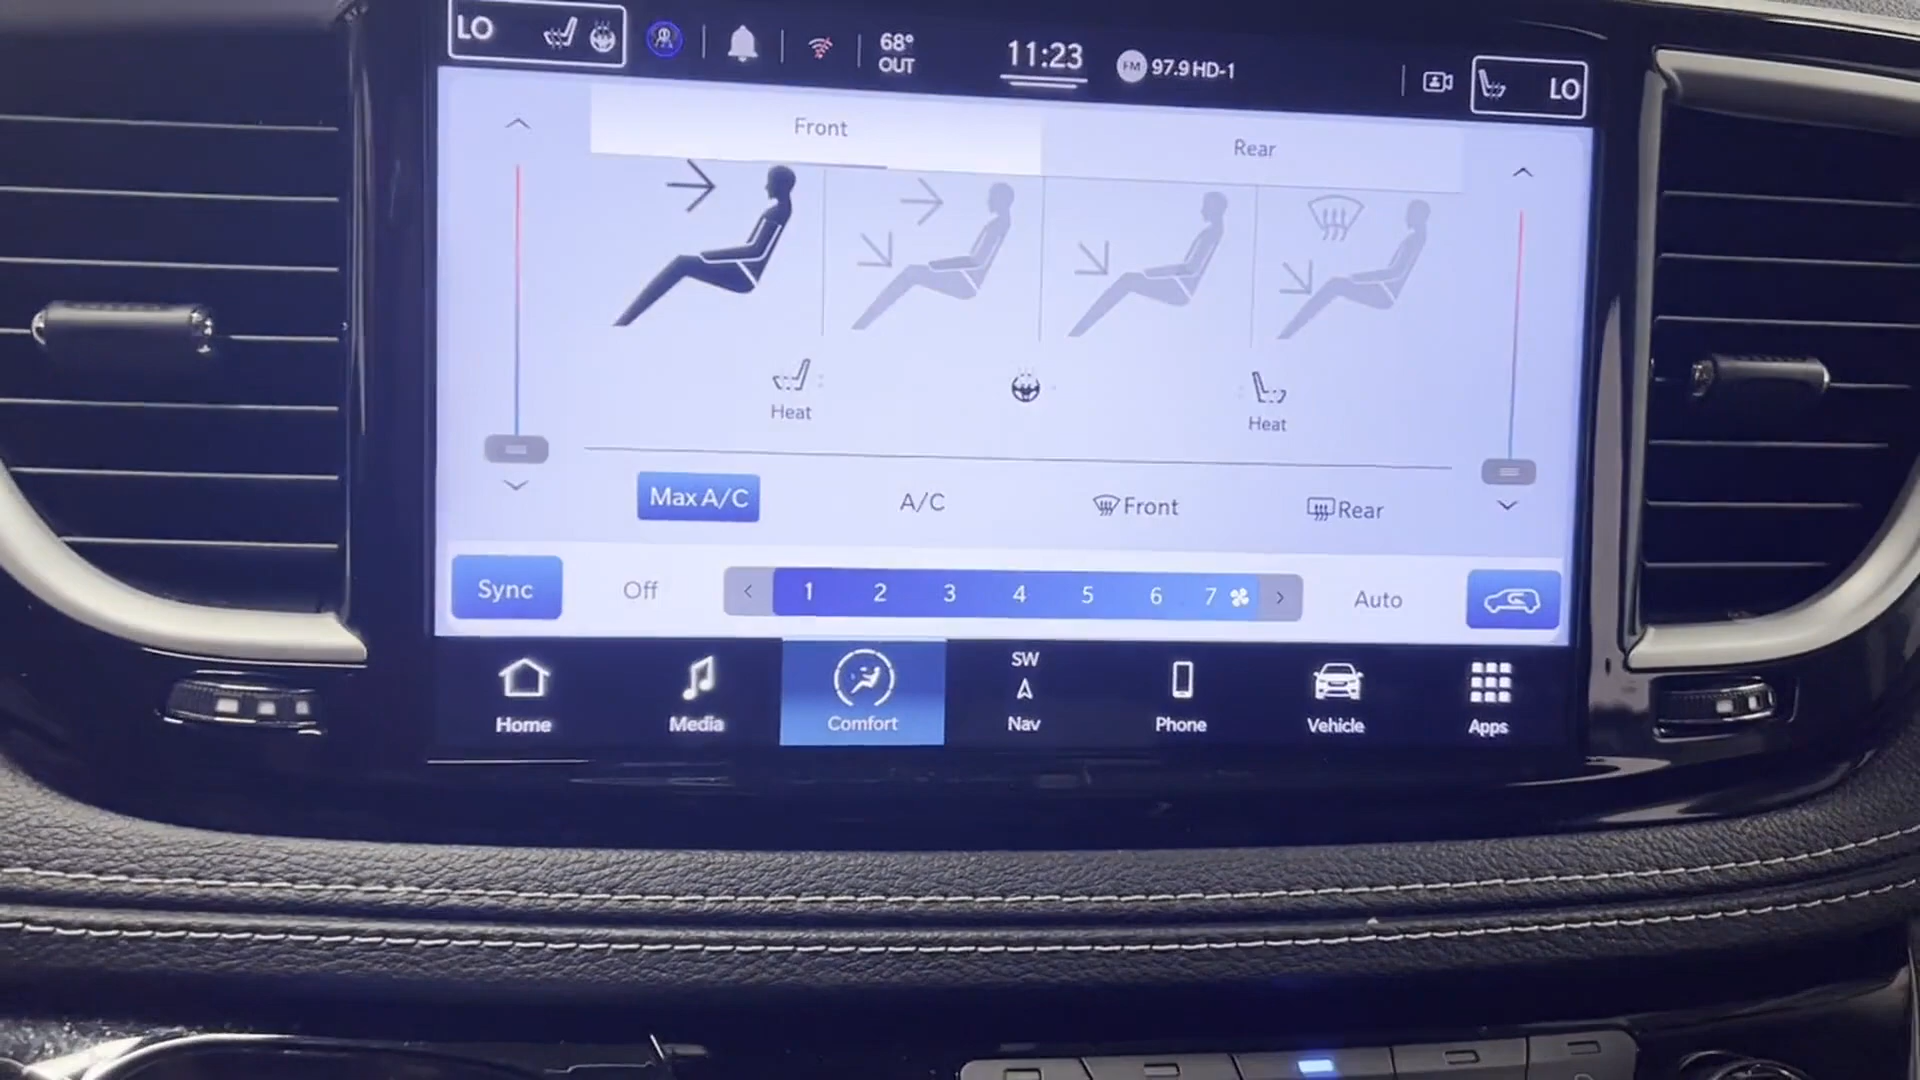 LO
68°
OUT
11:23
FM 97.9 HD-1
LO
Front
Rear
Heat
Heat
Max A/C
A/C
Front
Rear
Sync
Off
1 2 3 4 5 6 7
Auto
Home
Media
Comfort
SW
Nav
Phone
Vehicle
Apps